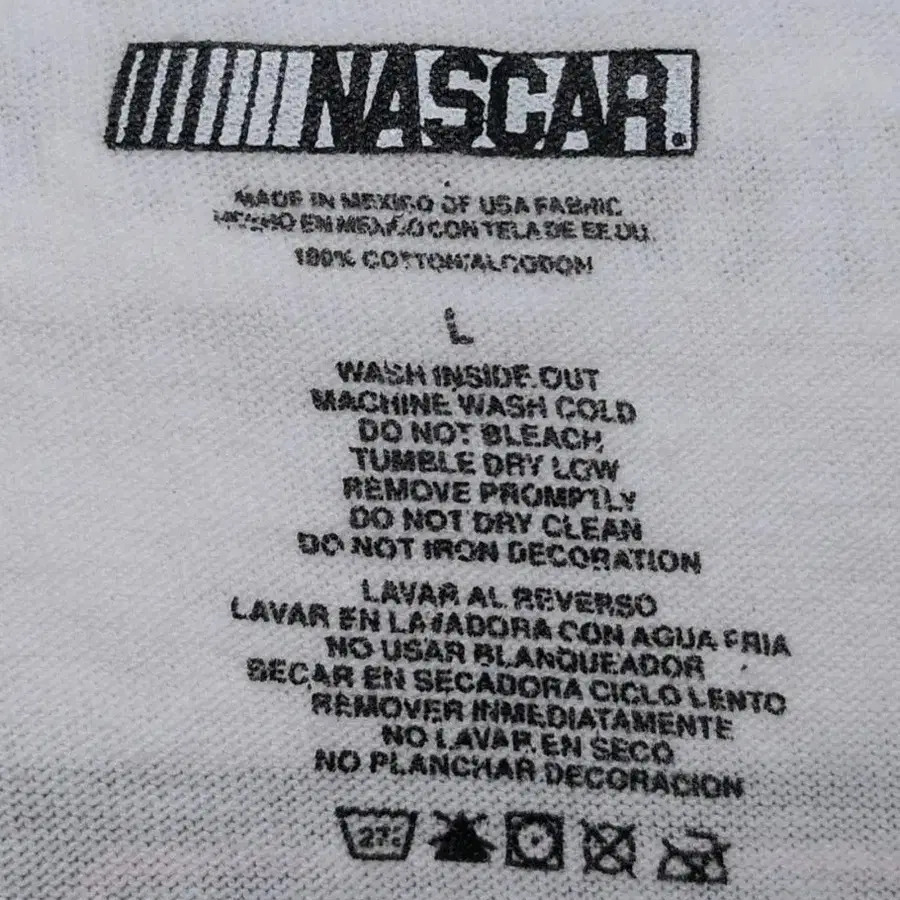 NASCAR.
MADE IN MEXICO OF USA FABRIC
HECHO EN MEXICO CON TELA DE EE.UU.
100% COTTON/ALGODON
L
WASH INSIDE OUT
MACHINE WASH COLD
DO NOT BLEACH
TUMBLE DRY LOW
REMOVE PROMPTLY
DO NOT DRY CLEAN
DO NOT IRON DECORATION
LAVAR AL REVERSO
LAVAR EN LAVADORA CON AGUA FRIA
NO USAR BLANQUEADOR
SECAR EN SECADORA CICLO LENTO
REMOVER INMEDIATAMENTE
NO LAVAR EN SECO
NO PLANCHAR DECORACION